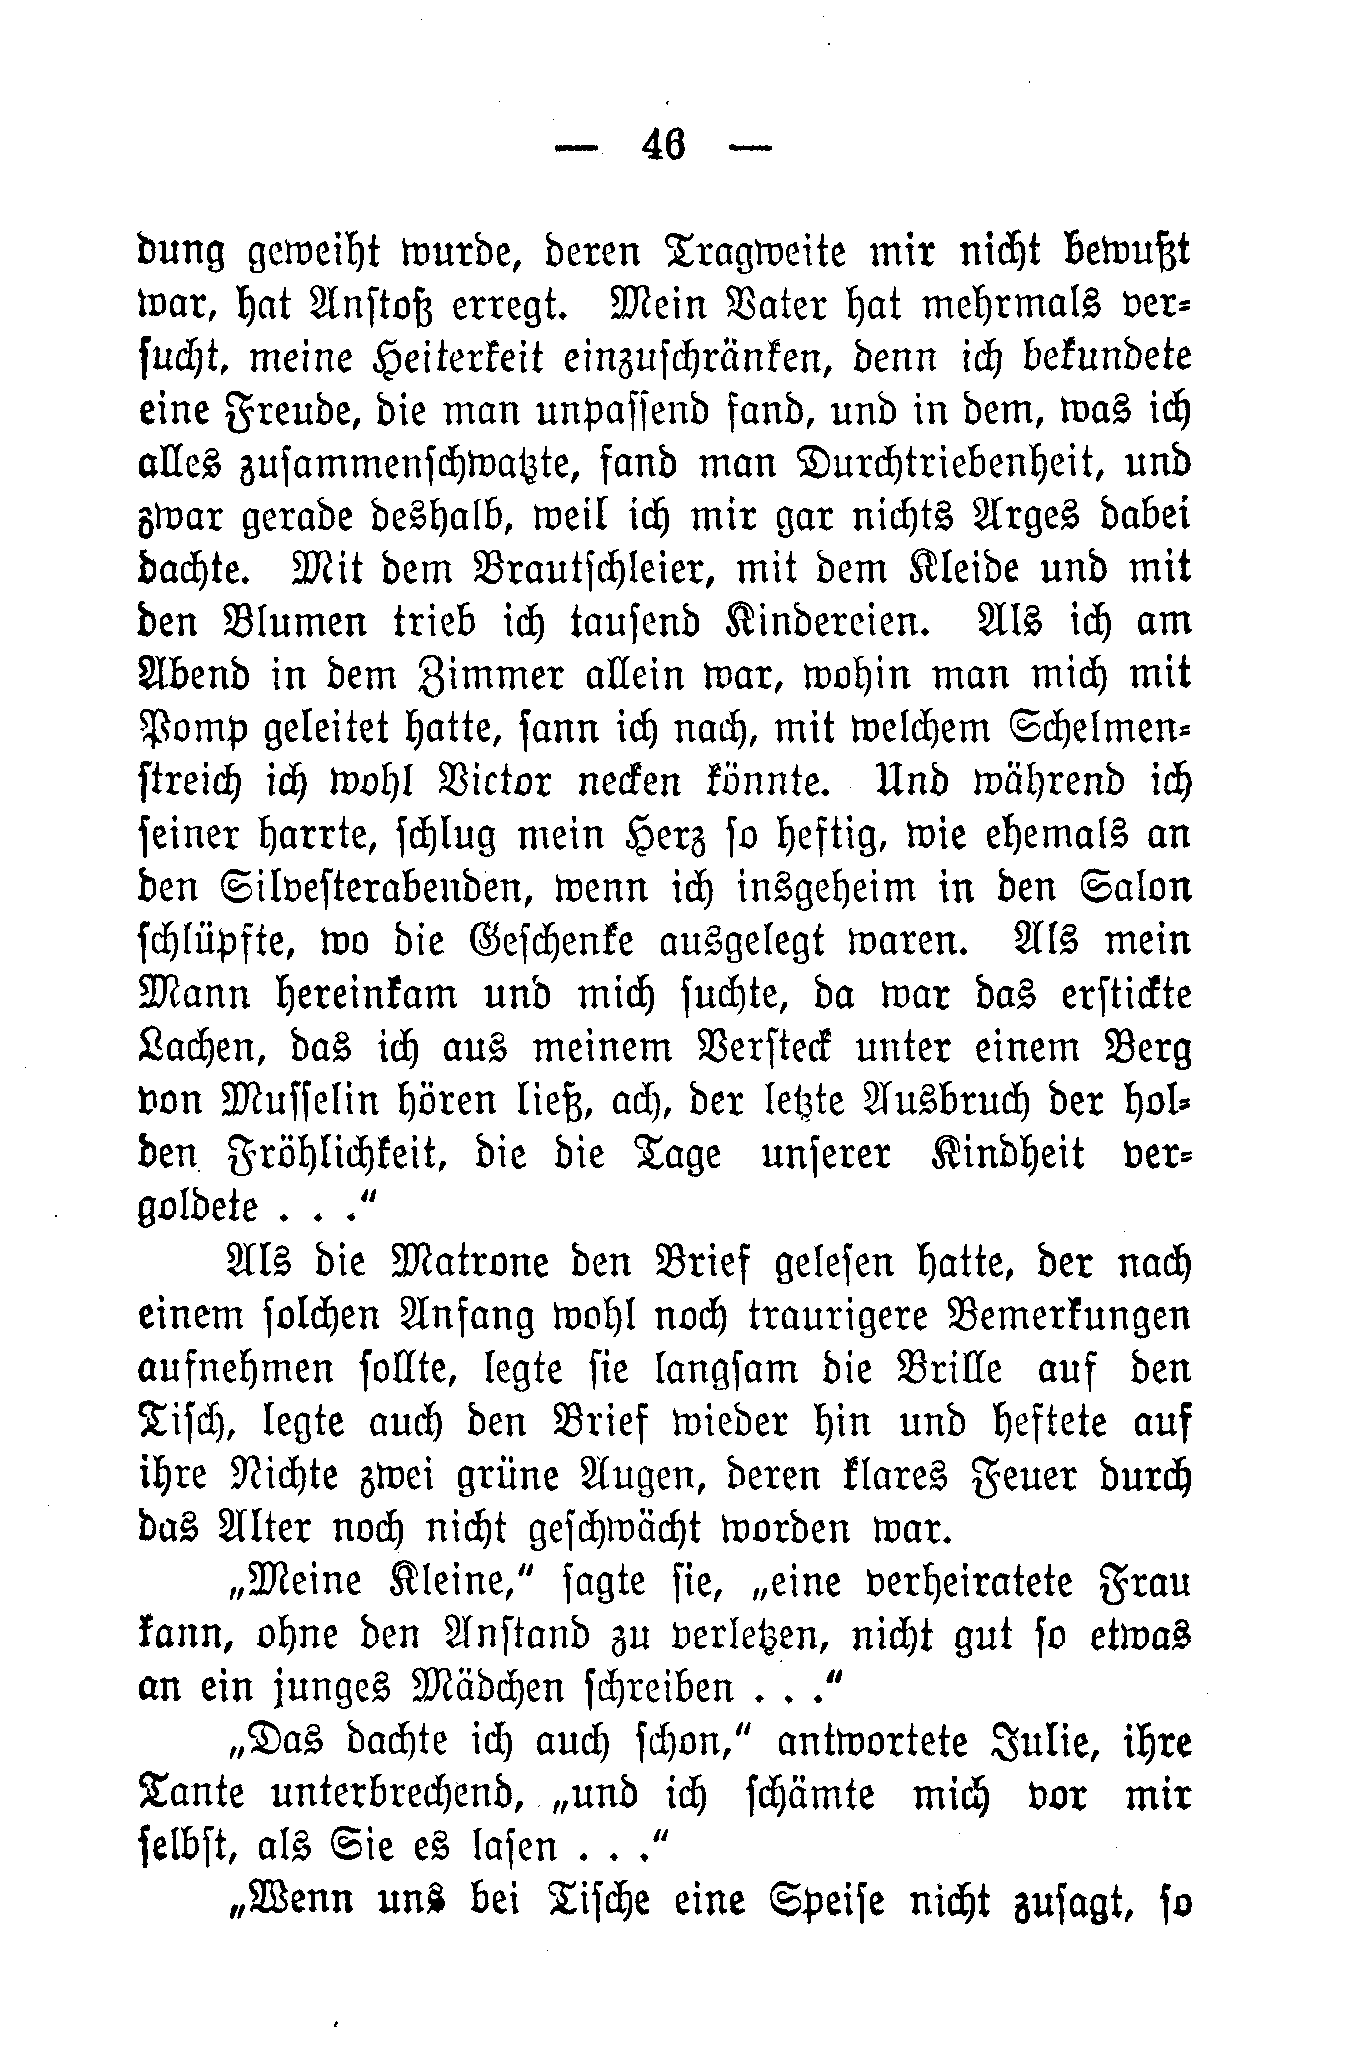 — 46 —
dung geweiht wurde, deren Tragweite mir nicht bewußt
war, hat Anstoß erregt. Mein Vater hat mehrmals ver-
sucht, meine Heiterkeit einzuschränken, denn ich bekundete
eine Freude, die man unpassend fand, und in dem, was ich
alles zusammenschwatzte, fand man Durchtriebenheit, und
zwar gerade deshalb, weil ich mir gar nichts Arges dabei
dachte. Mit dem Brautschleier, mit dem Kleide und mit
den Blumen trieb ich tausend Kindereien. Als ich am
Abend in dem Zimmer allein war, wohin man mich mit
Pomp geleitet hatte, sann ich nach, mit welchem Schelmen-
streich ich wohl Victor necken könnte. Und während ich
seiner harrte, schlug mein Herz so heftig, wie ehemals an
den Silvesterabenden, wenn ich insgeheim in den Salon
schlüpfte, wo die Geschenke ausgelegt waren. Als mein
Mann hereinkam und mich suchte, da war das erstickte
Lachen, das ich aus meinem Versteck unter einem Berg
von Musselin hören ließ, ach, der letzte Ausbruch der hol-
den Fröhlichkeit, die die Tage unserer Kindheit ver-
goldete . . .“
Als die Matrone den Brief gelesen hatte, der nach
einem solchen Anfang wohl noch traurigere Bemerkungen
aufnehmen sollte, legte sie langsam die Brille auf den
Tisch, legte auch den Brief wieder hin und heftete auf
ihre Nichte zwei grüne Augen, deren klares Feuer durch
das Alter noch nicht geschwächt worden war.
„Meine Kleine,“ sagte sie, „eine verheiratete Frau
kann, ohne den Anstand zu verletzen, nicht gut so etwas
an ein junges Mädchen schreiben . . .“
„Das dachte ich auch schon,“ antwortete Julie, ihre
Tante unterbrechend, „und ich schämte mich vor mir
selbst, als Sie es lasen . . .“
„Wenn uns bei Tische eine Speise nicht zusagt, so